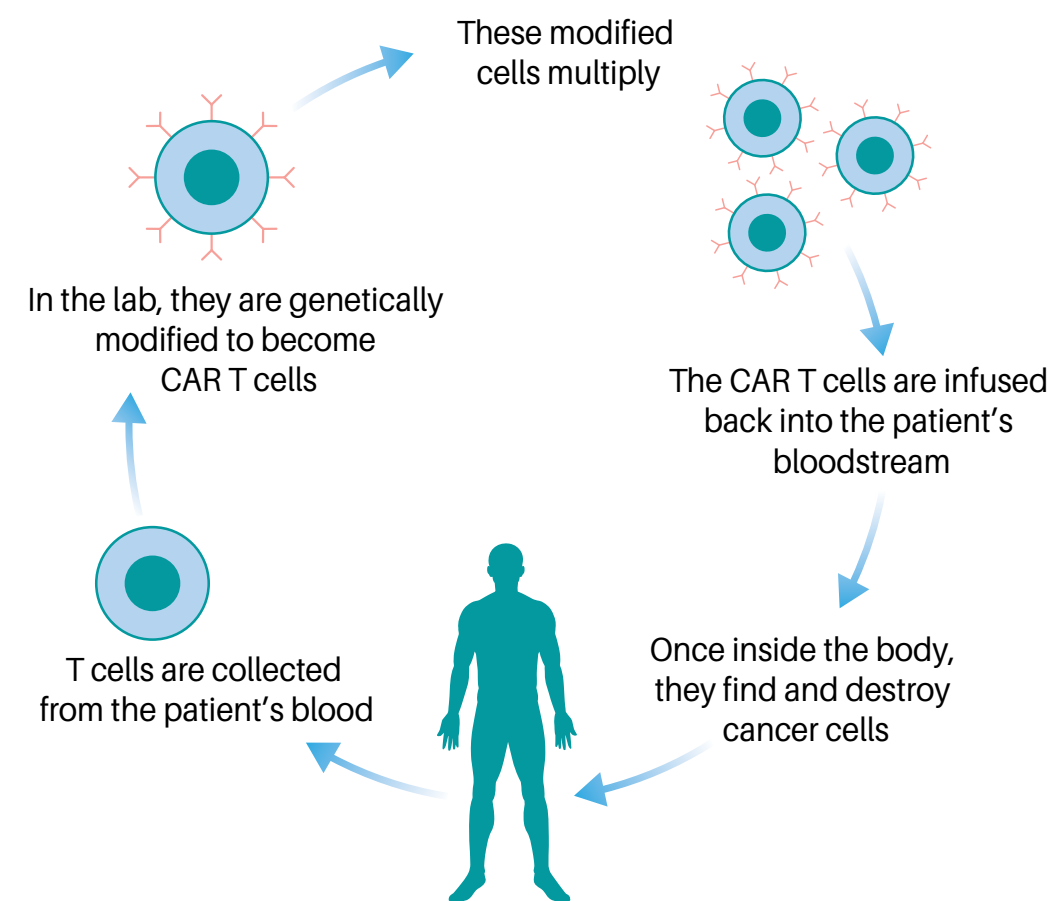 These modified
cells multiply
In the lab, they are genetically
modified to become
CAR T cells
The CAR T cells are infused
back into the patient’s
bloodstream
T cells are collected
from the patient’s blood
Once inside the body,
they find and destroy
cancer cells